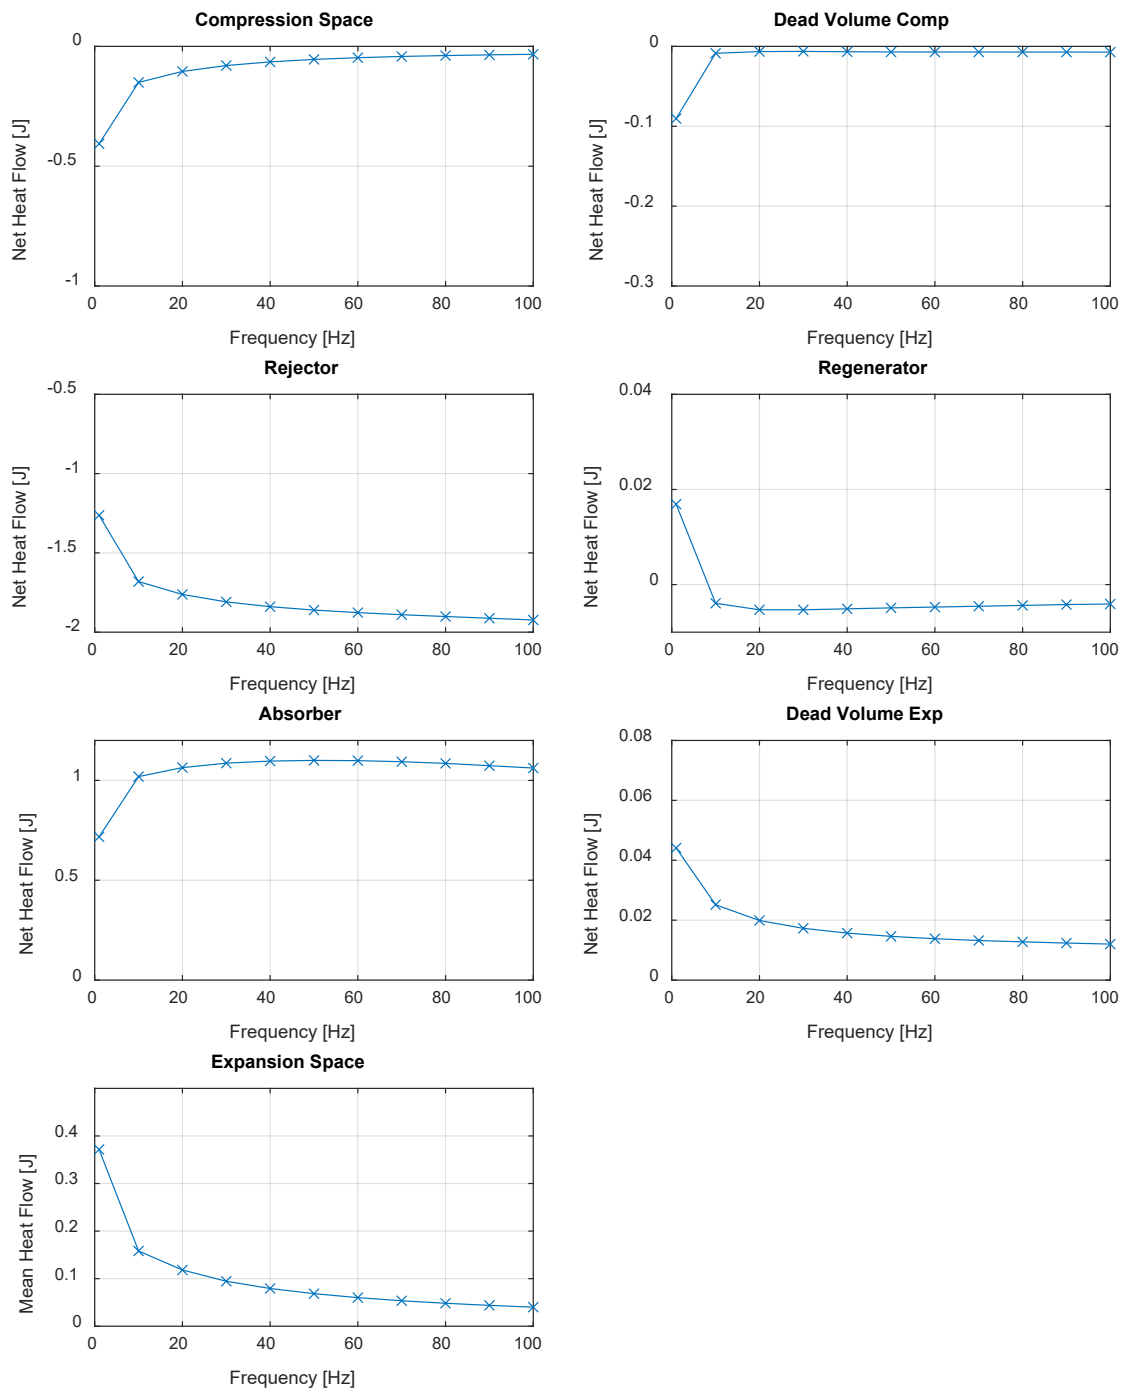 Compression Space
Net Heat Flow [J]
0
-0.5
-1
0 20 40 60 80 100
Frequency [Hz]
Dead Volume Comp
Net Heat Flow [J]
0
-0.1
-0.2
-0.3
0 20 40 60 80 100
Frequency [Hz]
Rejector
Net Heat Flow [J]
-0.5
-1
-1.5
-2
0 20 40 60 80 100
Frequency [Hz]
Regenerator
Net Heat Flow [J]
0.04
0.02
0
0 20 40 60 80 100
Frequency [Hz]
Absorber
Net Heat Flow [J]
1
0.5
0
0 20 40 60 80 100
Frequency [Hz]
Dead Volume Exp
Net Heat Flow [J]
0.08
0.06
0.04
0.02
0
0 20 40 60 80 100
Frequency [Hz]
Expansion Space
Mean Heat Flow [J]
0.4
0.3
0.2
0.1
0
0 20 40 60 80 100
Frequency [Hz]